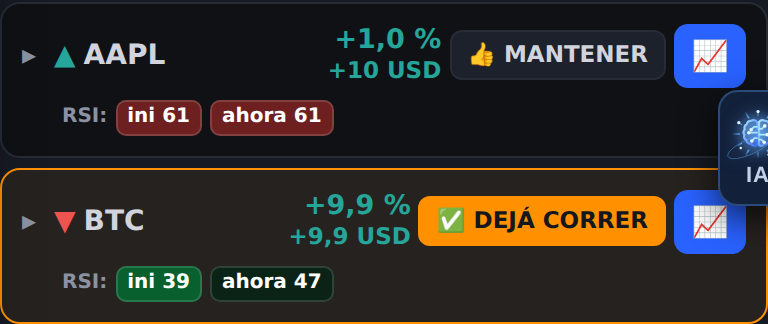 ▶ ▲ AAPL +1,0 % 👍 MANTENER
+10 USD
RSI: ini 61 ahora 61
IA
▶ ▼ BTC +9,9 % ✅ DEJÁ CORRER
+9,9 USD
RSI: ini 39 ahora 47